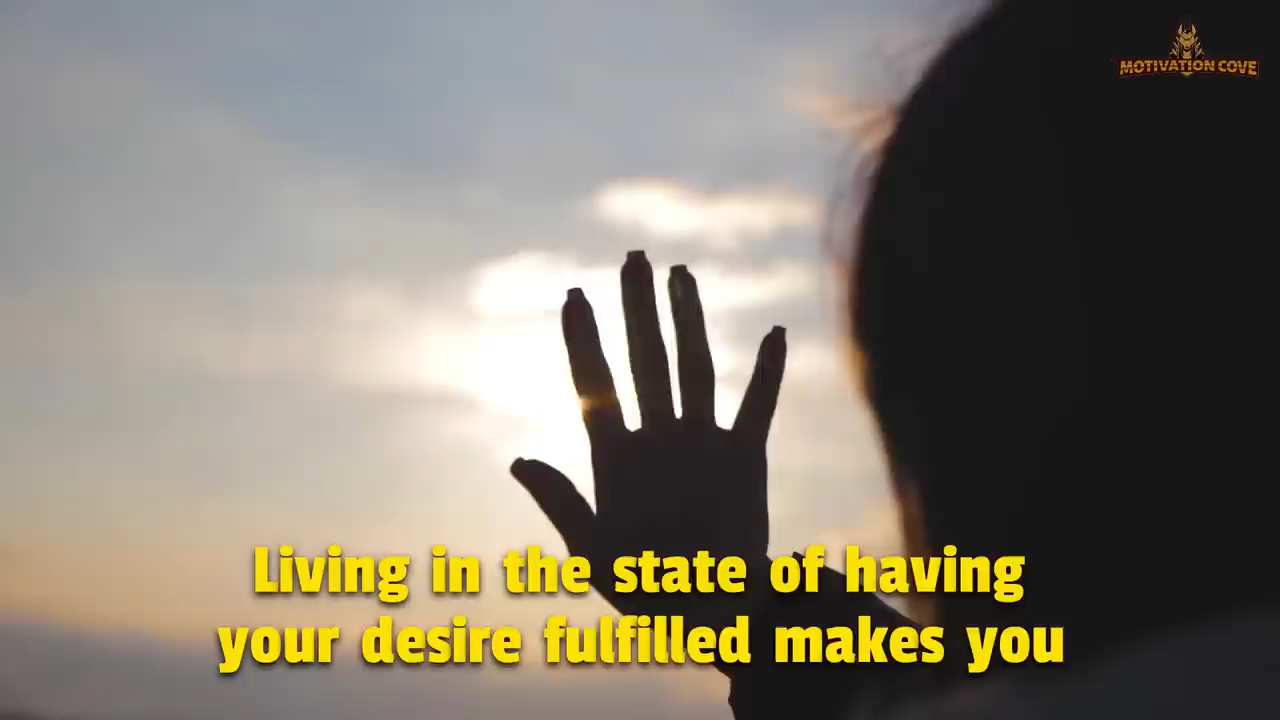 MOTIVATION COVE
Living in the state of having
your desire fulfilled makes you